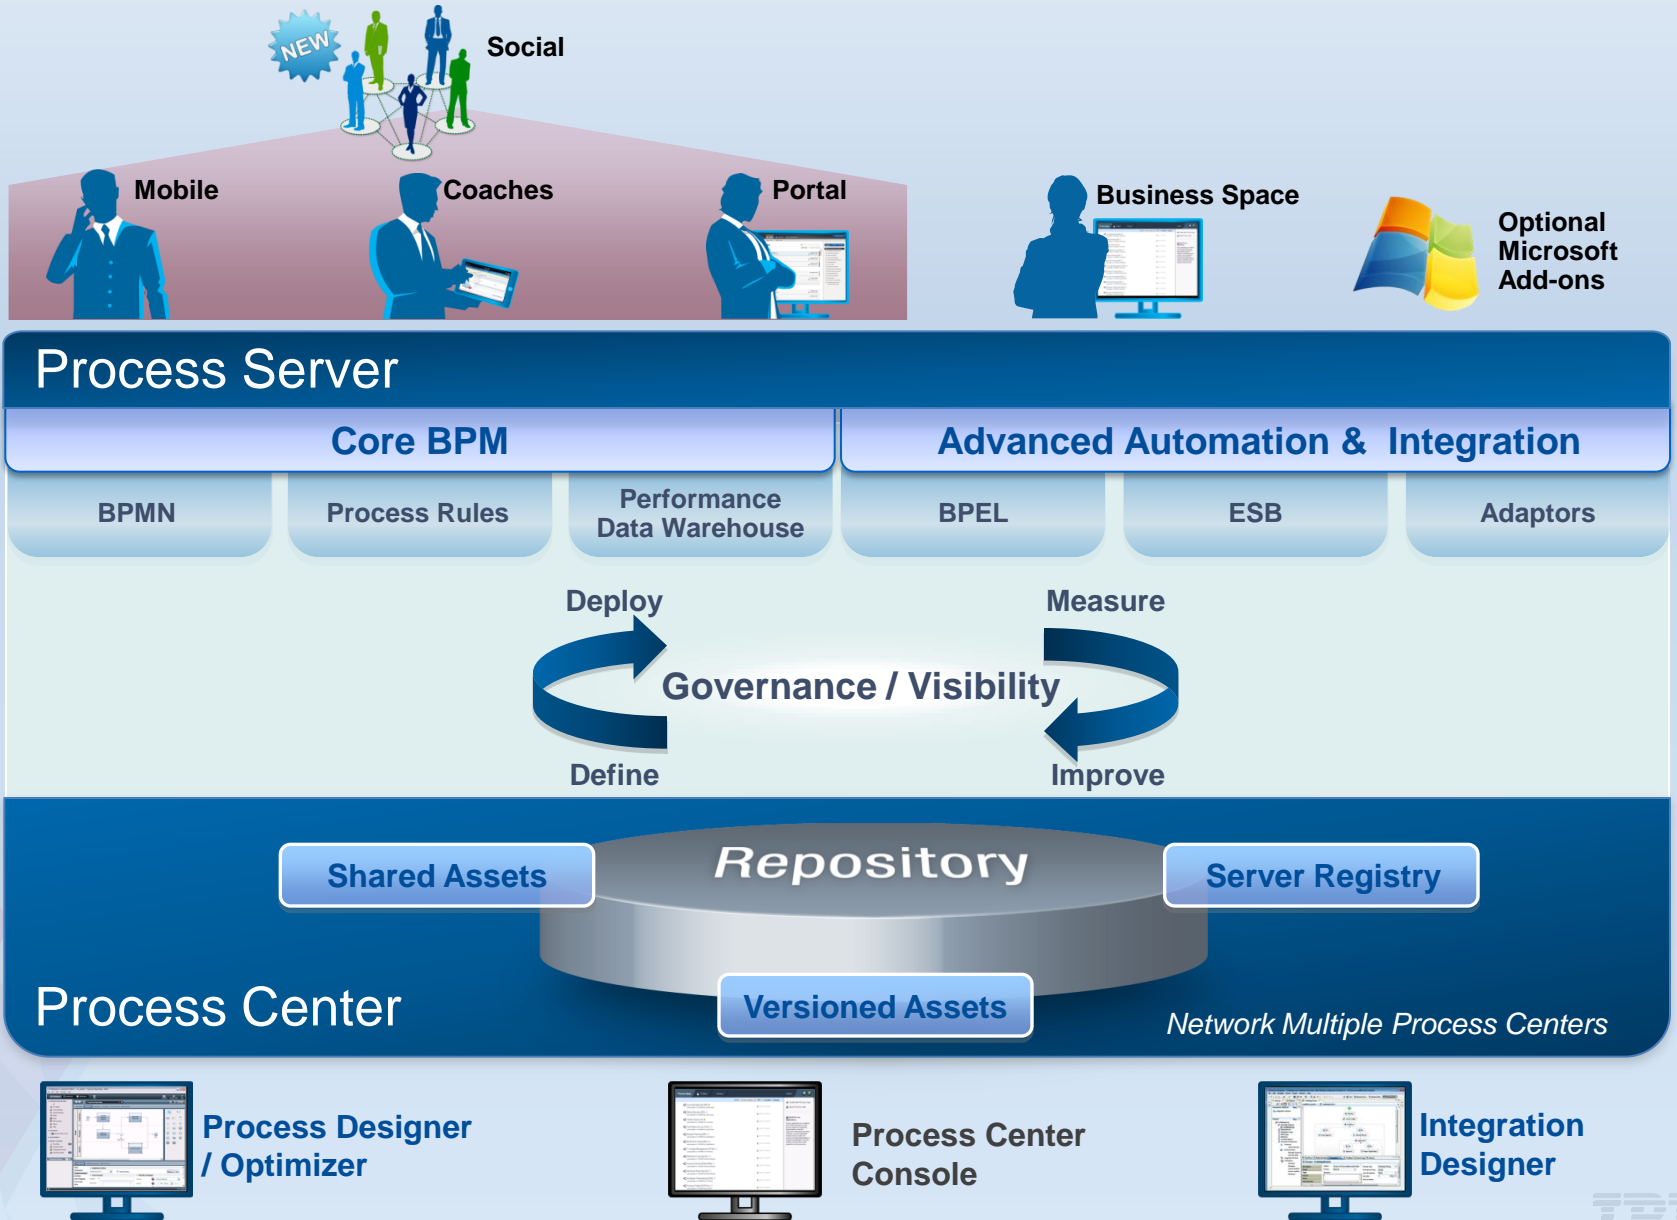 NEW
Social
Mobile
Coaches
Portal
Business Space
Optional
Microsoft
Add-ons
Process Server
Core BPM
Advanced Automation & Integration
BPMN
Process Rules
Performance
Data Warehouse
BPEL
ESB
Adaptors
Deploy
Measure
Governance / Visibility
Define
Improve
Repository
Shared Assets
Server Registry
Versioned Assets
Process Center
Network Multiple Process Centers
Process Designer
/ Optimizer
Process Center
Console
Integration
Designer